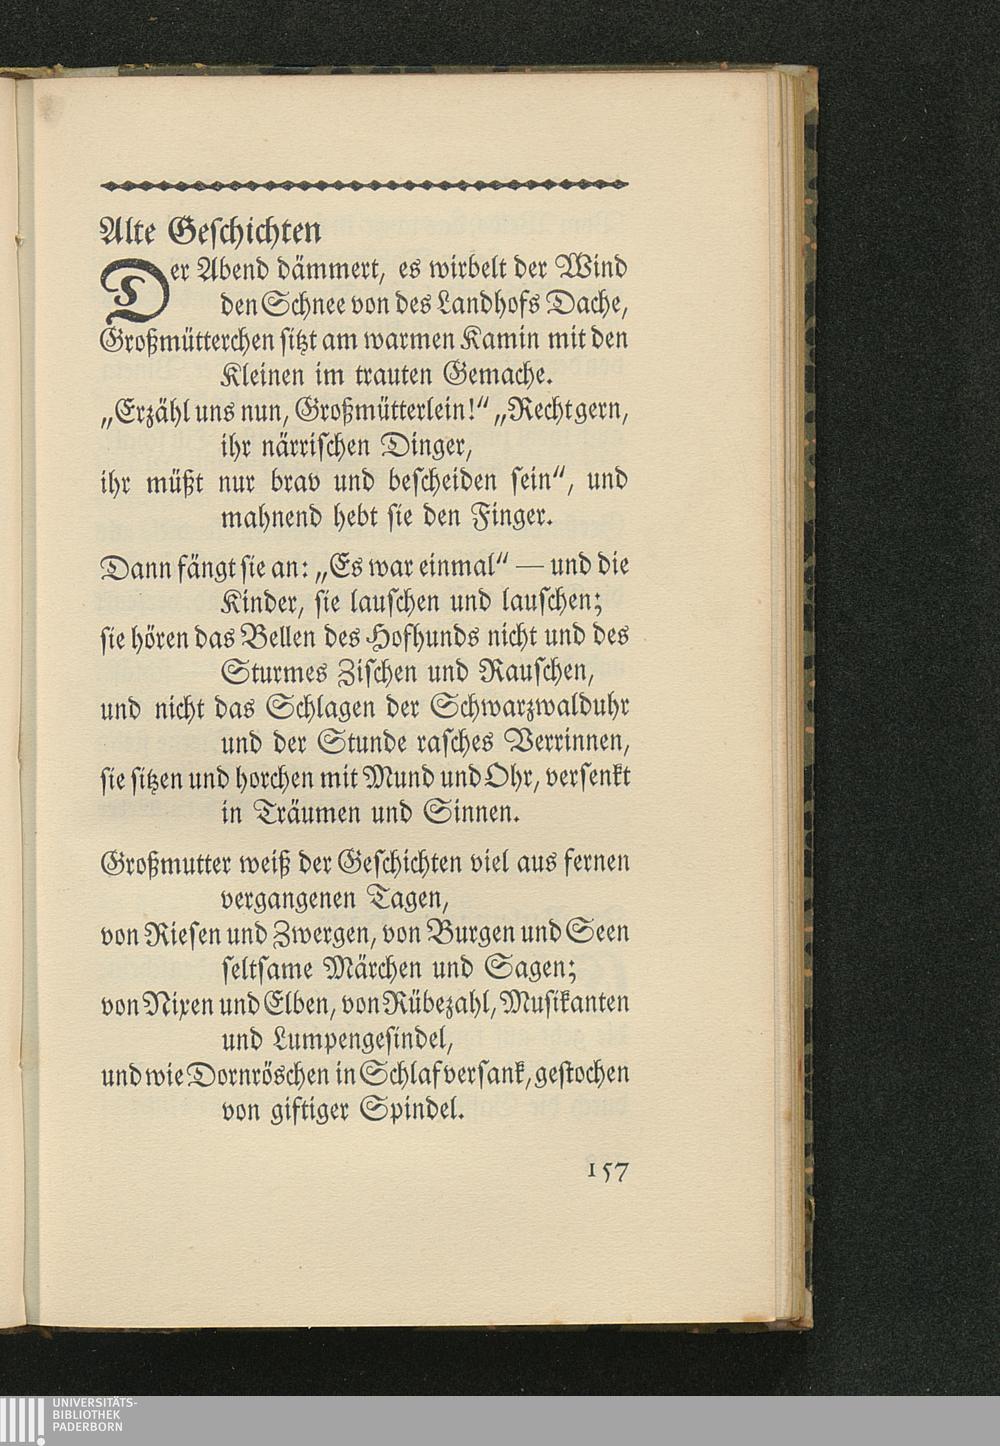 Alte Geschichten
Der Abend dämmert, es wirbelt der Wind
den Schnee von des Landhofs Dache,
Großmütterchen sitzt am warmen Kamin mit den
Kleinen im trauten Gemache.
„Erzähl uns nun, Großmütterlein!“ „Recht gern,
ihr närrischen Dinger,
ihr müßt nur brav und bescheiden sein“, und
mahnend hebt sie den Finger.
Dann fängt sie an: „Es war einmal“ — und die
Kinder, sie lauschen und lauschen;
sie hören das Bellen des Hofhunds nicht und des
Sturmes Zischen und Rauschen,
und nicht das Schlagen der Schwarzwalduhr
und der Stunde rasches Verrinnen,
sie sitzen und horchen mit Mund und Ohr, versenkt
in Träumen und Sinnen.
Großmutter weiß der Geschichten viel aus fernen
vergangenen Tagen,
von Riesen und Zwergen, von Burgen und Seen
seltsame Märchen und Sagen;
von Nixen und Elben, von Rübezahl, Musikanten
und Lumpengesindel,
und wie Dornröschen in Schlaf versank, gestochen
von giftiger Spindel.
157
UNIVERSITÄTS-
BIBLIOTHEK
PADERBORN